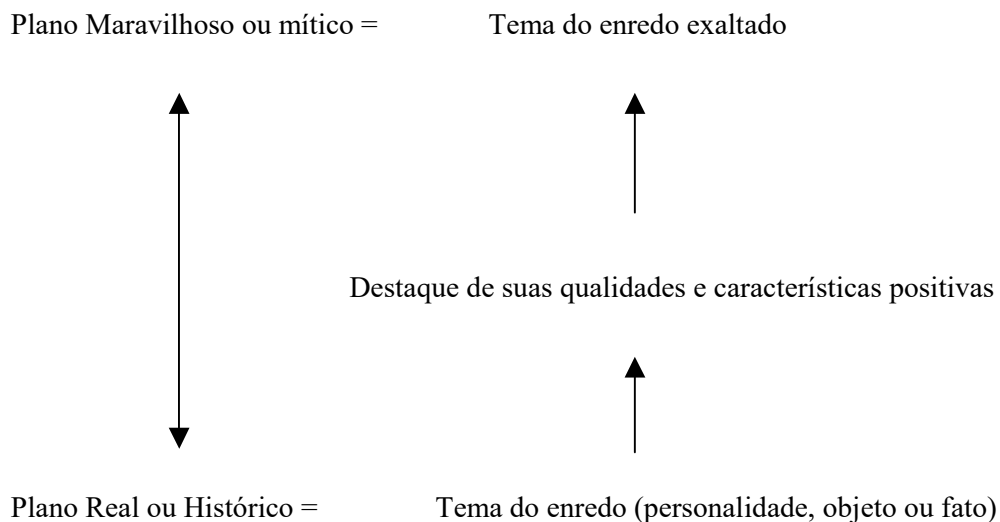 Plano Maravilhoso ou mítico = Tema do enredo exaltado
Destaque de suas qualidades e características positivas
Plano Real ou Histórico = Tema do enredo (personalidade, objeto ou fato)